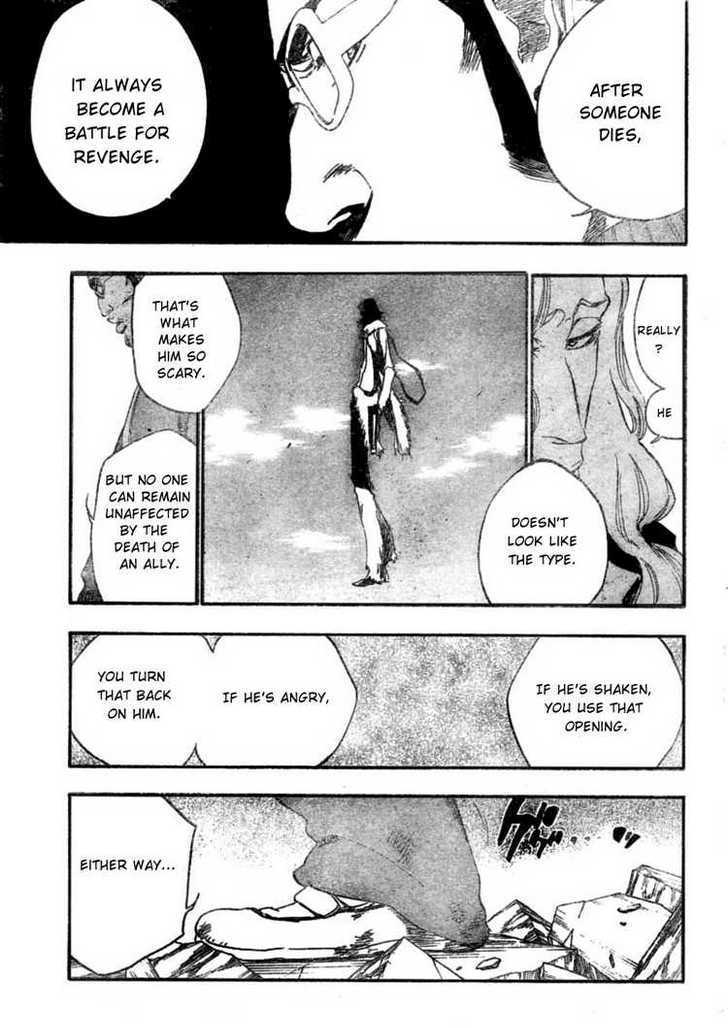 AFTER
SOMEONE
DIES,
IT ALWAYS
BECOME A
BATTLE FOR
REVENGE.
REALLY
?
HE
DOESN'T
LOOK LIKE
THE TYPE.
THAT'S
WHAT
MAKES
HIM SO
SCARY.
BUT NO ONE
CAN REMAIN
UNAFFECTED
BY THE
DEATH OF
AN ALLY.
IF HE'S SHAKEN,
YOU USE THAT
OPENING.
IF HE'S ANGRY,
YOU TURN
THAT BACK
ON HIM.
EITHER WAY...